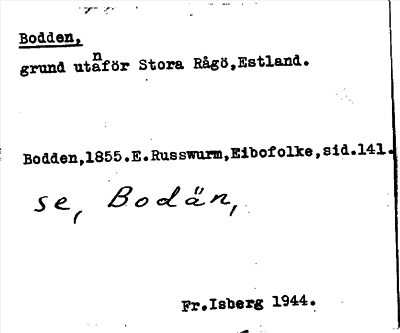 Bodden,
grund utanför Stora Rågö,Estland.
Bodden,1855.E.Russwurm,Eibofolke,sid.141.
se, Bodän,
Fr.Isberg 1944.